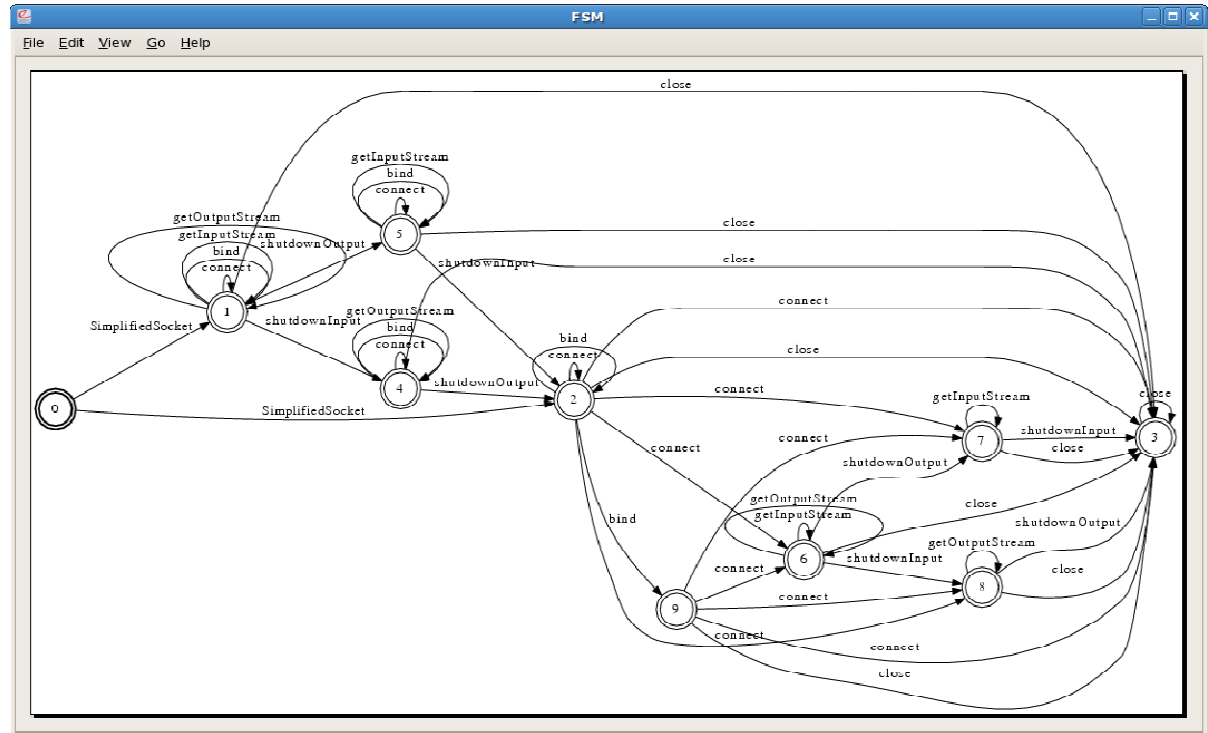 FSM
File Edit View Go Help
close
getInputStream
bind
connect
getOutputStream
getInputStream
bind
connect
shutdownOutput
5
close
shutdownInput
close
1
SimplifiedSocket
shutdownInput
getOutputStream
bind
connect
connect
4
shutdownOutput
bind
connect
close
2
connect
0
SimplifiedSocket
getInputStream
close
7
connect
shutdownInput
3
connect
close
shutdownOutput
getOutputStream
getInputStream
close
bind
shutdownOutput
6
shutdownInput
getOutputStream
connect
close
8
9
connect
connect
connect
close